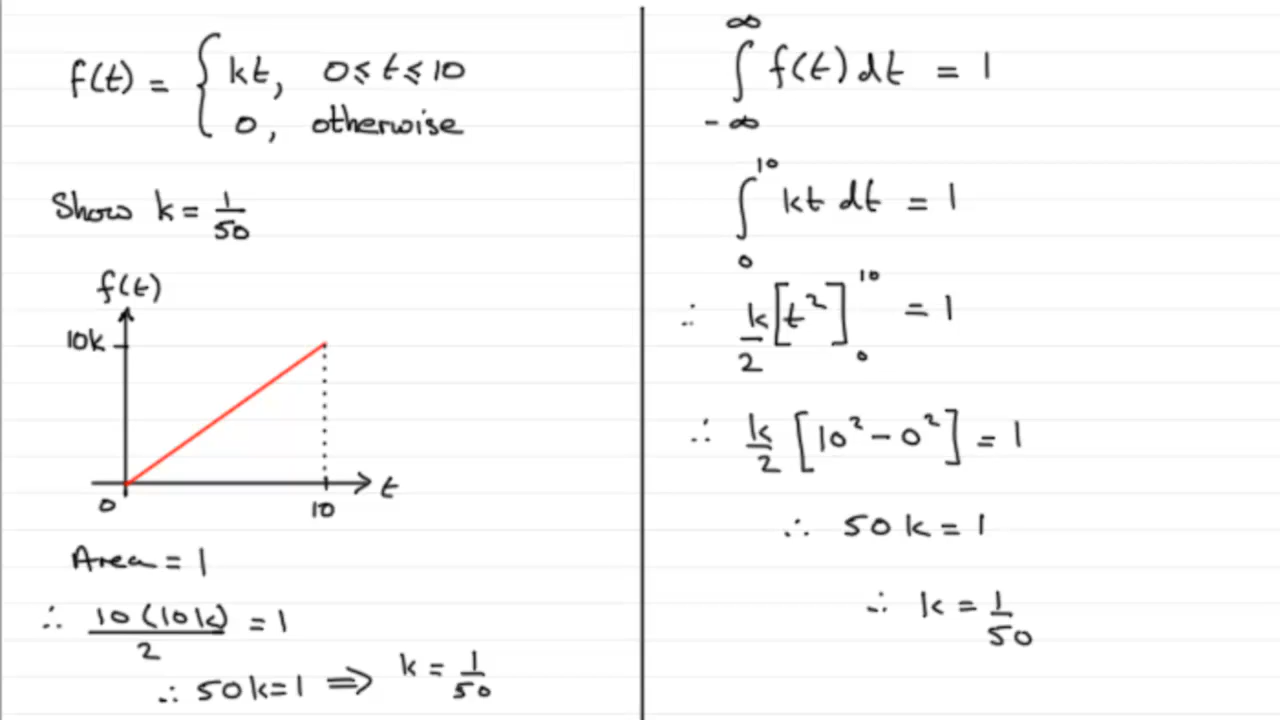 f(t) = { kt, 0 ≤ t ≤ 10
0, otherwise
Show k = 1/50
f(t)
10k
0 10 t
Area = 1
∴ 10(10k)/2 = 1
∴ 50k = 1 ⇒ k = 1/50
∫_{-∞}^{∞} f(t) dt = 1
∫_0^{10} kt dt = 1
∴ k/2 [t²]_0^{10} = 1
∴ k/2 [10² - 0²] = 1
∴ 50k = 1
∴ k = 1/50